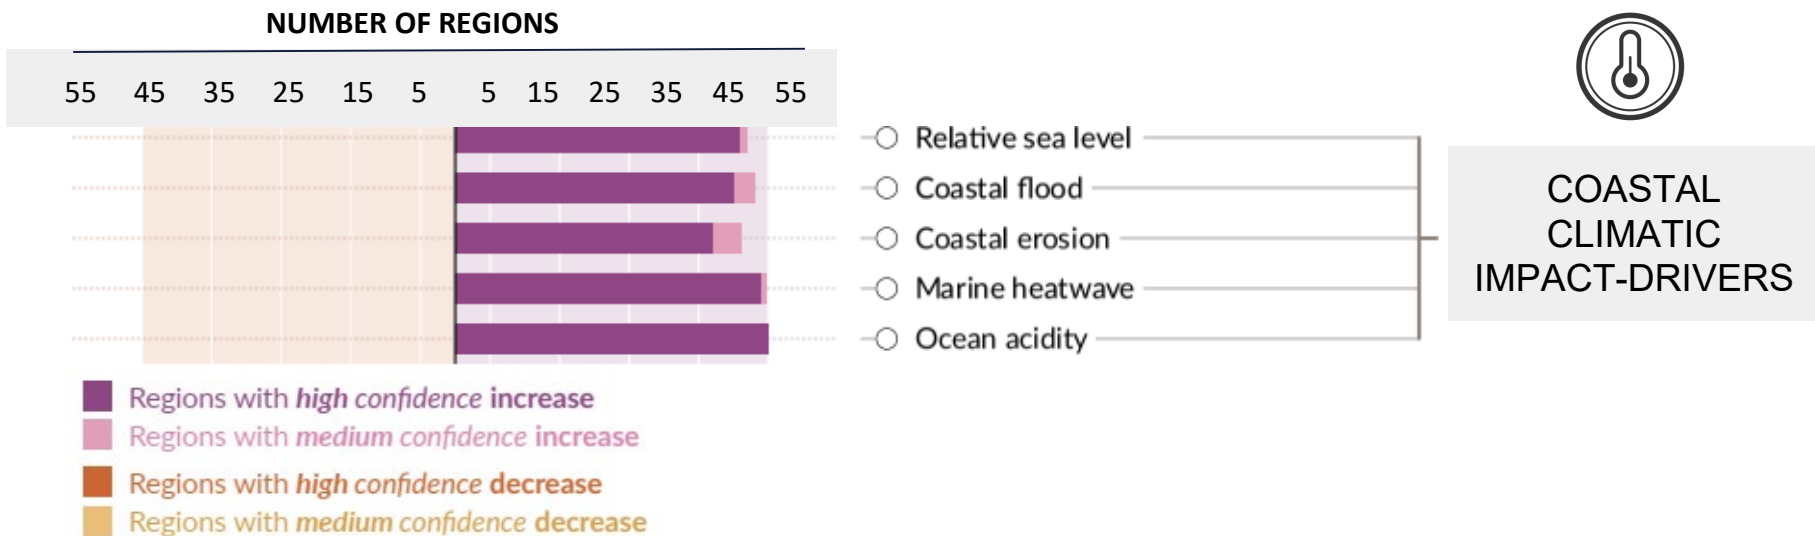 NUMBER OF REGIONS
55 45 35 25 15 5 5 15 25 35 45 55
Relative sea level
Coastal flood
Coastal erosion
Marine heatwave
Ocean acidity
COASTAL
CLIMATIC
IMPACT-DRIVERS
Regions with high confidence increase
Regions with medium confidence increase
Regions with high confidence decrease
Regions with medium confidence decrease